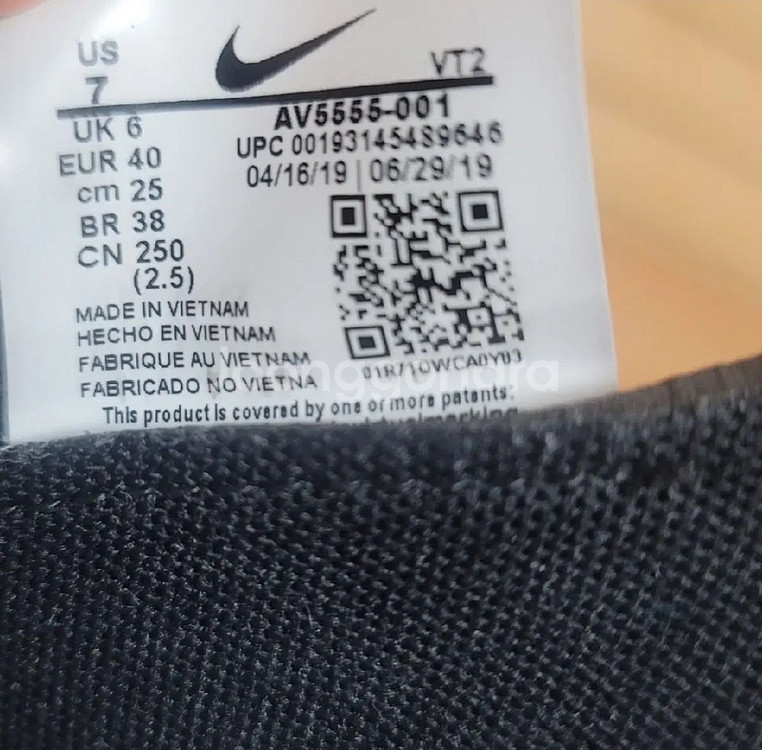 US
7
VT2
UK 6
EUR 40
cm 25
BR 38
CN 250
(2.5)
AV5555-001
UPC 00193145489646
04/16/19 | 06/29/19
MADE IN VIETNAM
HECHO EN VIETNAM
FABRIQUE AU VIETNAM
FABRICADO NO VIETNA
This product is covered by one or more patents:
joonggonara